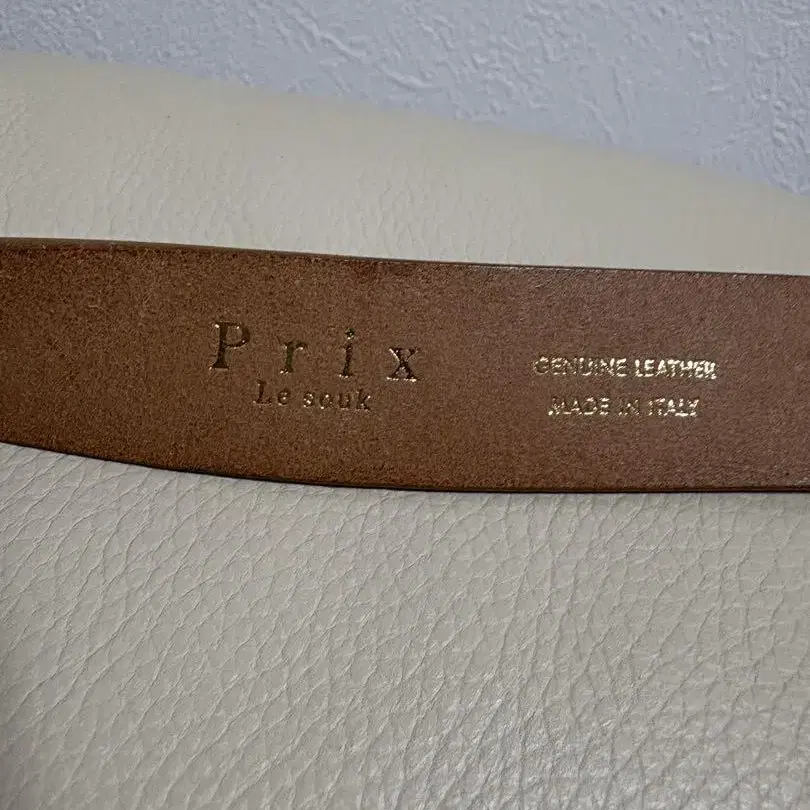 Prix
Le souk
GENUINE LEATHER
MADE IN ITALY